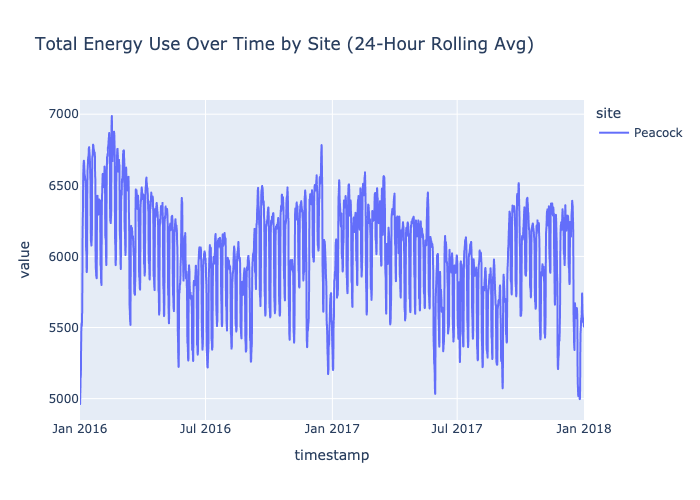 Total Energy Use Over Time by Site (24-Hour Rolling Avg)
site
Peacock
7000
6500
6000
5500
5000
value
Jan 2016
Jul 2016
Jan 2017
Jul 2017
Jan 2018
timestamp